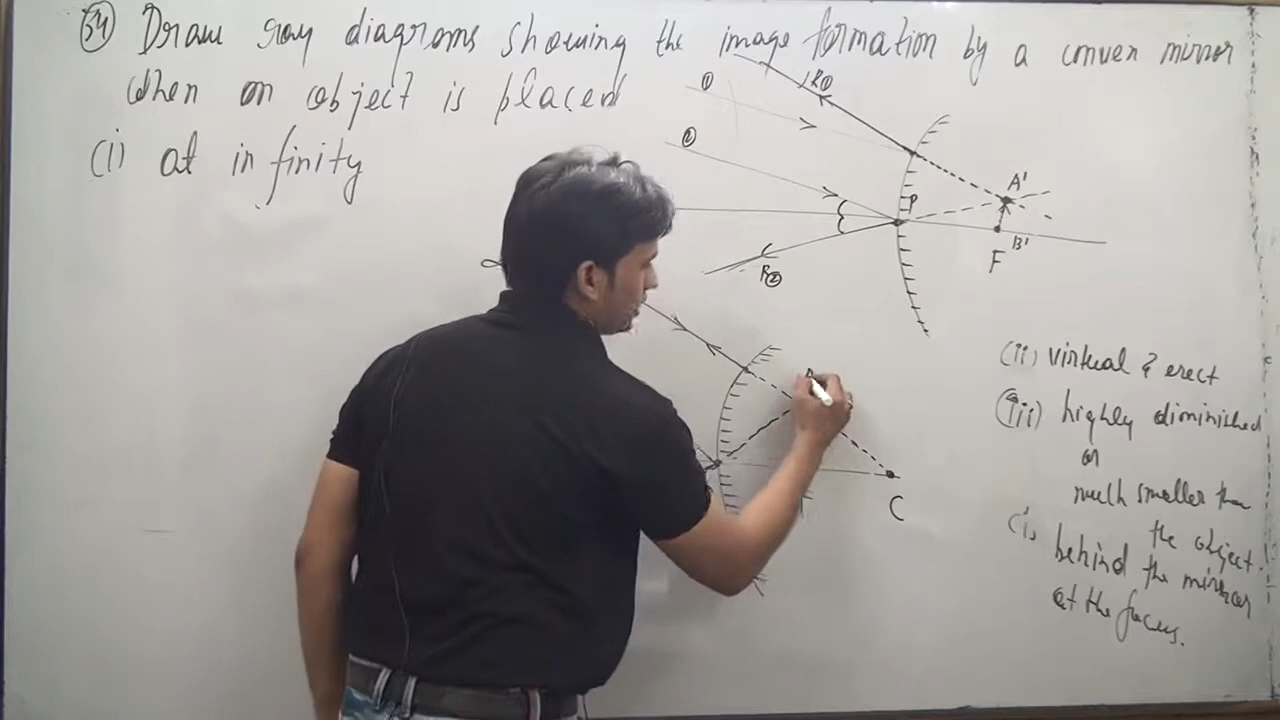 34 Draw ray diagrams showing the image formation by a convex mirror
when an object is placed
(i) at infinity
1
R1
2
P
A'
B'
F
R2
C
(ii) virtual & erect
(iii) highly diminished
or
much smaller than
the object.
(i)
behind the mirror
at the focus.